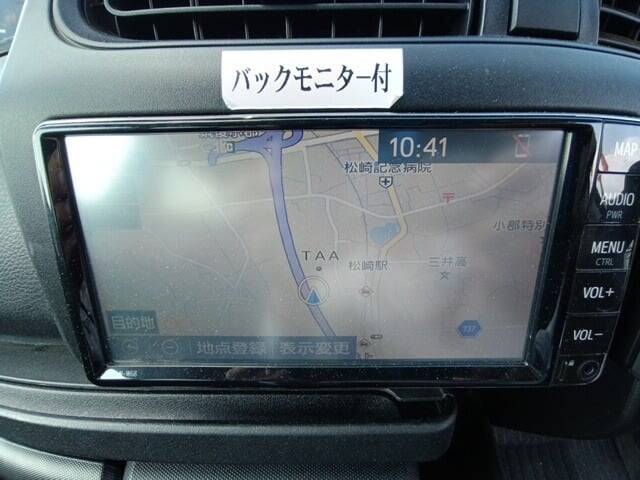 バックモニター付
10:41
MAP
松崎記念病院
AUDIO
PWR
小郡特別
TAA
松崎駅
三井高
MENU
CTRL
VOL+
目的地
737
地点登録 表示変更
VOL-